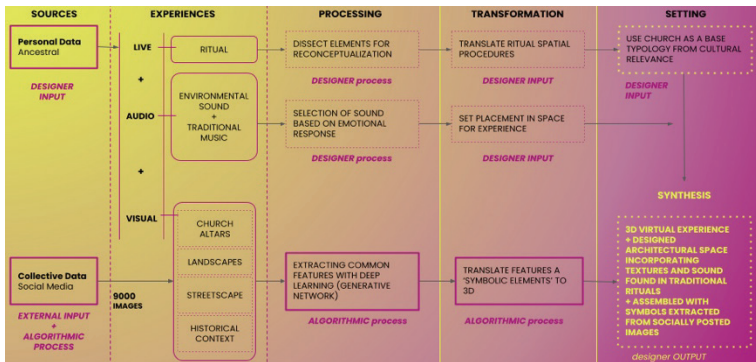 SOURCES
EXPERIENCES
PROCESSING
TRANSFORMATION
SETTING
Personal Data
Ancestral
DESIGNER
INPUT
LIVE
+
AUDIO
+
VISUAL
RITUAL
ENVIRONMENTAL
SOUND
+
TRADITIONAL
MUSIC
DISSECT ELEMENTS FOR
RECONCEPTUALIZATION
DESIGNER process
TRANSLATE RITUAL SPATIAL
PROCEDURES
DESIGNER INPUT
USE CHURCH AS A BASE
TYPOLOGY FROM CULTURAL
RELEVANCE
DESIGNER
INPUT
SELECTION OF SOUND
BASED ON EMOTIONAL
RESPONSE
DESIGNER process
SET PLACEMENT IN SPACE
FOR EXPERIENCE
DESIGNER INPUT
Collective Data
Social Media
EXTERNAL INPUT
+
ALGORITHMIC
PROCESS
9000
IMAGES
CHURCH
ALTARS
LANDSCAPES
STREETSCAPE
HISTORICAL
CONTEXT
EXTRACTING COMMON
FEATURES WITH DEEP
LEARNING (GENERATIVE
NETWORK)
ALGORITHMIC process
TRANSLATE FEATURES A
'SYMBOLIC ELEMENTS' TO
3D
ALGORITHMIC process
SYNTHESIS
3D VIRTUAL EXPERIENCE
+ DESIGNED
ARCHITECTURAL SPACE
INCORPORATING
TEXTURES AND SOUND
FOUND IN TRADITIONAL
RITUALS
+ ASSEMBLED WITH
SYMBOLS EXTRACTED
FROM SOCIALLY POSTED
IMAGES
designer OUTPUT